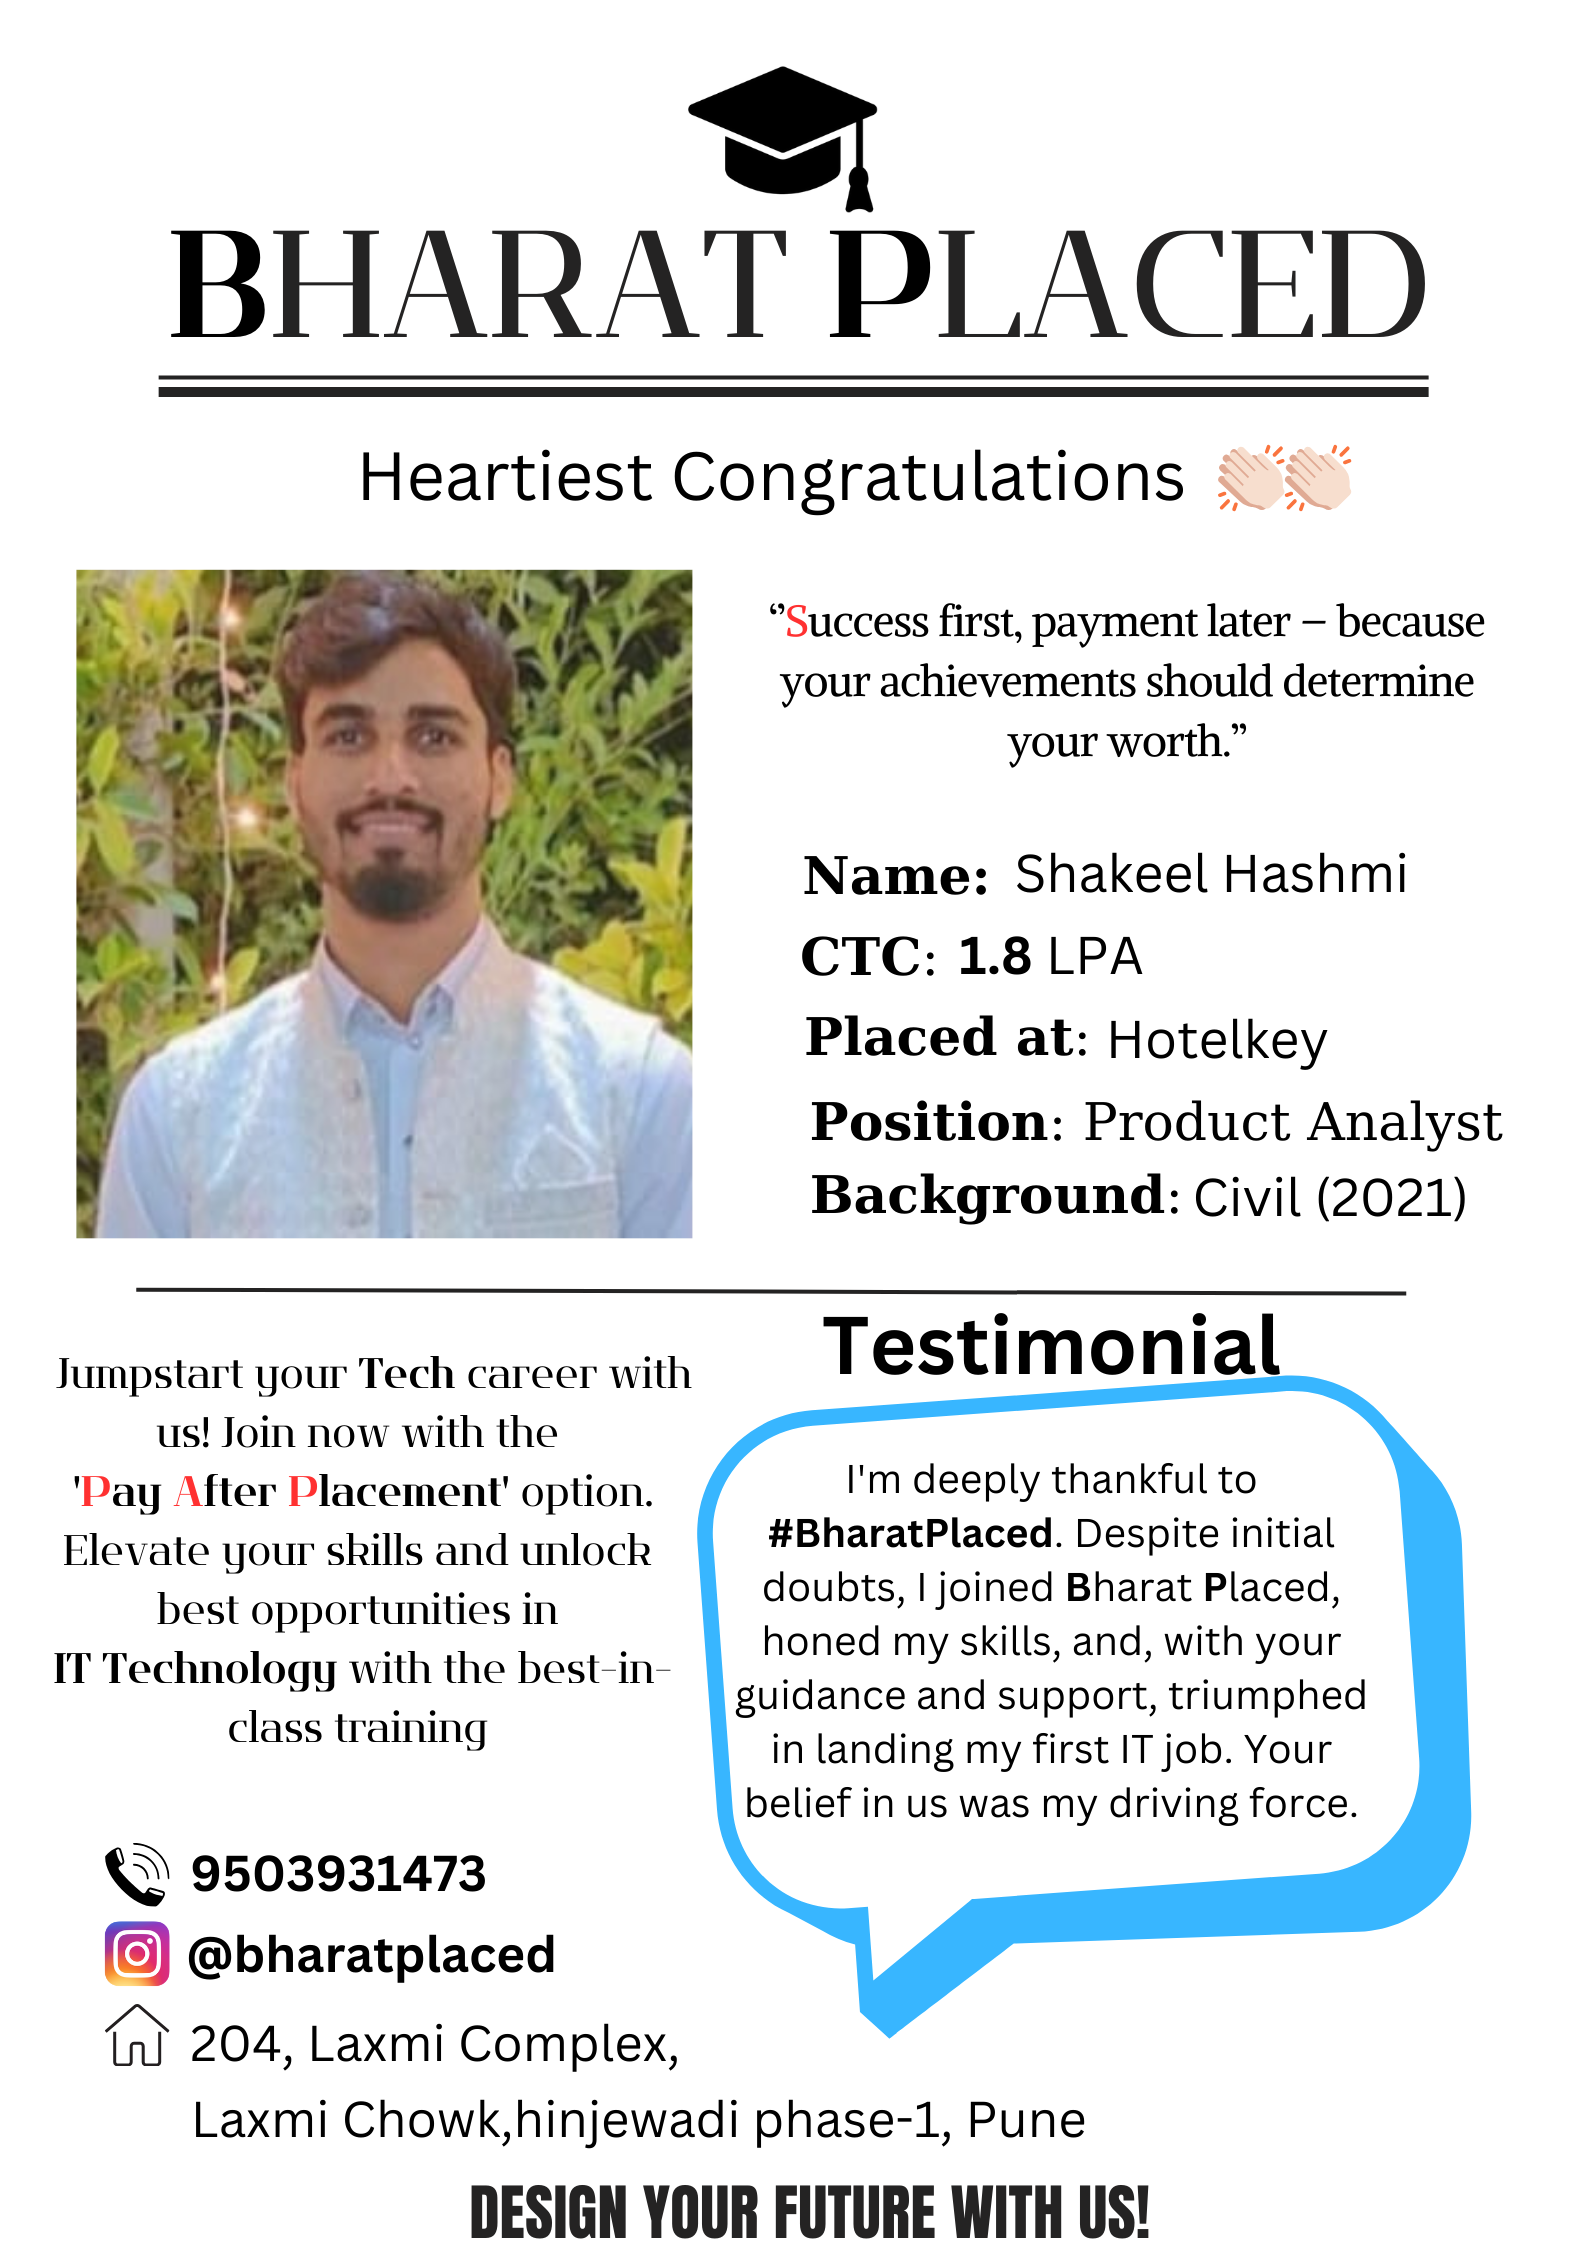 BHARAT PLACED
Heartiest Congratulations
“Success first, payment later – because
your achievements should determine
your worth.”
Name: Shakeel Hashmi
CTC: 1.8 LPA
Placed at: Hotelkey
Position: Product Analyst
Background: Civil (2021)
Jumpstart your Tech career with
us! Join now with the
'Pay After Placement' option.
Elevate your skills and unlock
best opportunities in
IT Technology with the best-in-
class training
Testimonial
I'm deeply thankful to
#BharatPlaced. Despite initial
doubts, I joined Bharat Placed,
honed my skills, and, with your
guidance and support, triumphed
in landing my first IT job. Your
belief in us was my driving force.
9503931473
@bharatplaced
204, Laxmi Complex,
Laxmi Chowk,hinjewadi phase-1, Pune
DESIGN YOUR FUTURE WITH US!